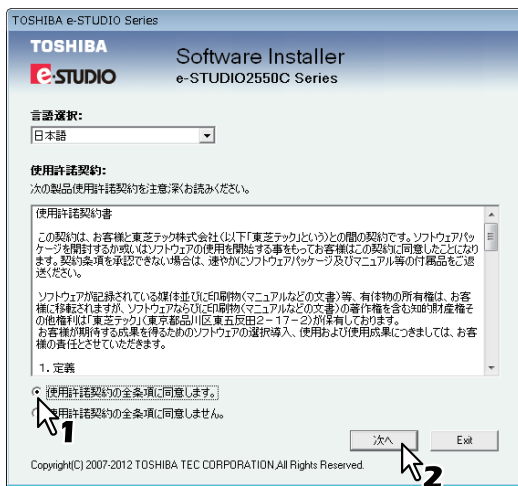 TOSHIBA e-STUDIO Series
TOSHIBA
e-STUDIO
Software Installer
e-STUDIO2550C Series
言語選択:
日本語
使用許諾契約:
次の製品使用許諾契約を注意深くお読みください。
使用許諾契約書
この契約は、お客様と東芝テック株式会社(以下「東芝テック」という)との間の契約です。ソフトウェアパッ
ケージを開封するか或いはソフトウェアの使用を開始する事をもってお客様はこの契約に同意したことになり
ます。契約条項を承認できない場合は、速やかにソフトウェアパッケージ及びマニュアル等の付属品をご返
送ください。
ソフトウェアが記録されている媒体並びに印刷物(マニュアルなどの文書)等、有体物の所有権は、お客
様に移転されますが、ソフトウェアならびに印刷物(マニュアルなどの文書)の著作権を含む知的財産権そ
の他権利は「東芝テック」(東京都品川区東五反田2-17-2)が保有しております。
お客様が期待する成果を得るためのソフトウェアの選択導入、使用および使用成果につきましては、お客
様の責任とさせていただきます。
1. 定義
使用許諾契約の全条項に同意します。
使用許諾契約の全条項に同意しません。
1
次へ
Exit
2
Copyright(C) 2007-2012 TOSHIBA TEC CORPORATION,All Rights Reserved.